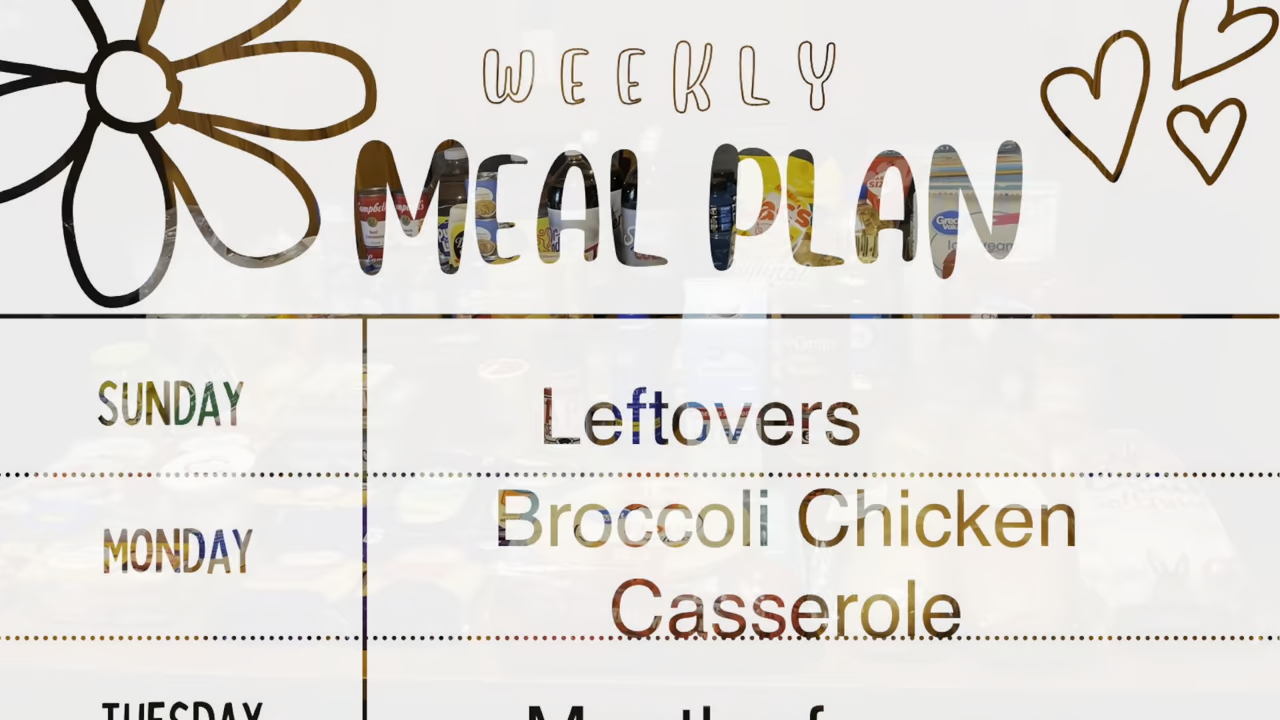 WEEKLY
MEAL PLAN
SUNDAY
Leftovers
MONDAY
Broccoli Chicken
Casserole
TUESDAY